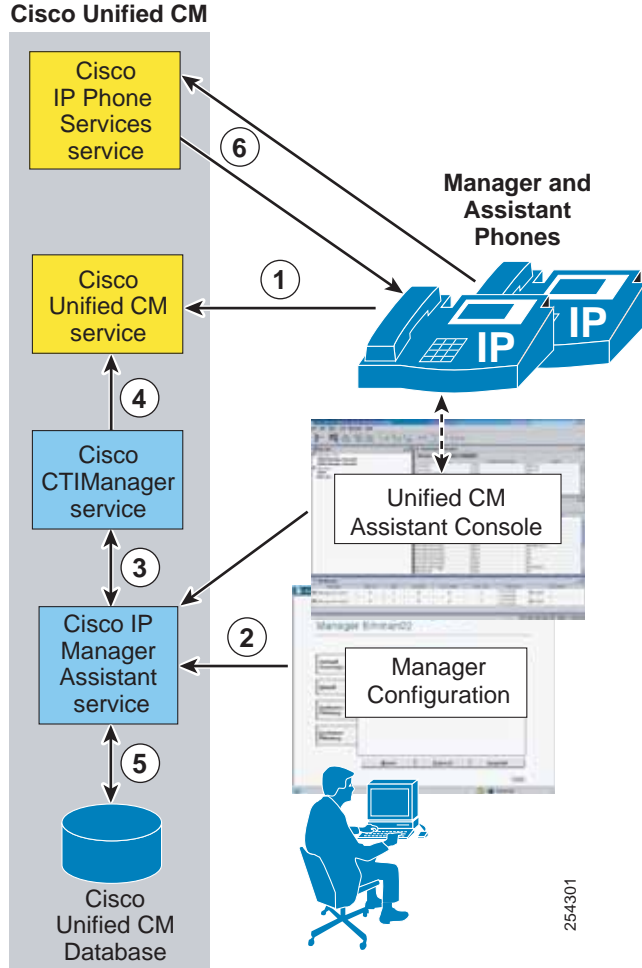 Cisco Unified CM
Cisco
IP Phone
Services
service
6
Manager and
Assistant
Phones
Cisco
Unified CM
service
1
IP
IP
4
Cisco
CTIManager
service
Unified CM
Assistant Console
3
Cisco IP
Manager
Assistant
service
2
Manager
Configuration
5
Cisco
Unified CM
Database
254301